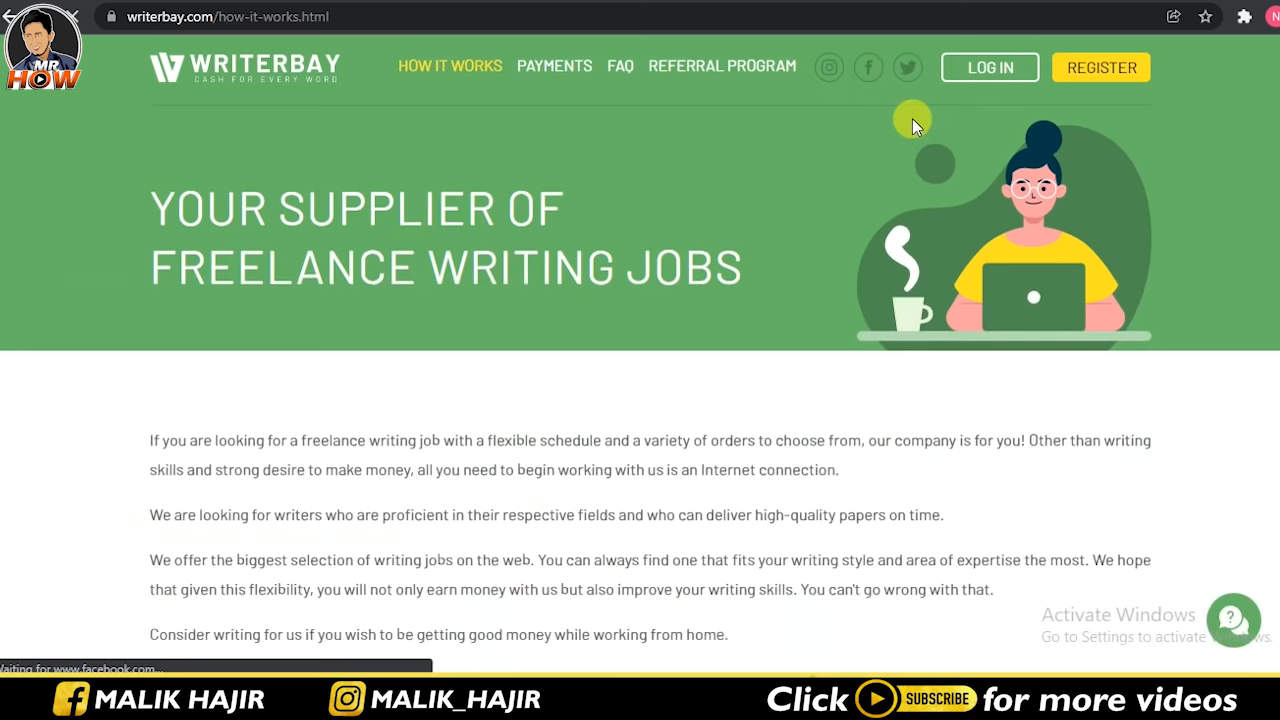 writerbay.com/how-it-works.html
N
MR
HOW
WRITERBAY
CASH FOR EVERY WORD
HOW IT WORKS PAYMENTS FAQ REFERRAL PROGRAM LOG IN REGISTER
YOUR SUPPLIER OF
FREELANCE WRITING JOBS
If you are looking for a freelance writing job with a flexible schedule and a variety of orders to choose from, our company is for you! Other than writing
skills and strong desire to make money, all you need to begin working with us is an Internet connection.
We are looking for writers who are proficient in their respective fields and who can deliver high-quality papers on time.
We offer the biggest selection of writing jobs on the web. You can always find one that fits your writing style and area of expertise the most. We hope
that given this flexibility, you will not only earn money with us but also improve your writing skills. You can't go wrong with that.
Consider writing for us if you wish to be getting good money while working from home.
Activate Windows
Go to Settings to activate Windows.
Waiting for www.facebook.com...
MALIK HAJIR MALIK_HAJIR Click SUBSCRIBE for more videos